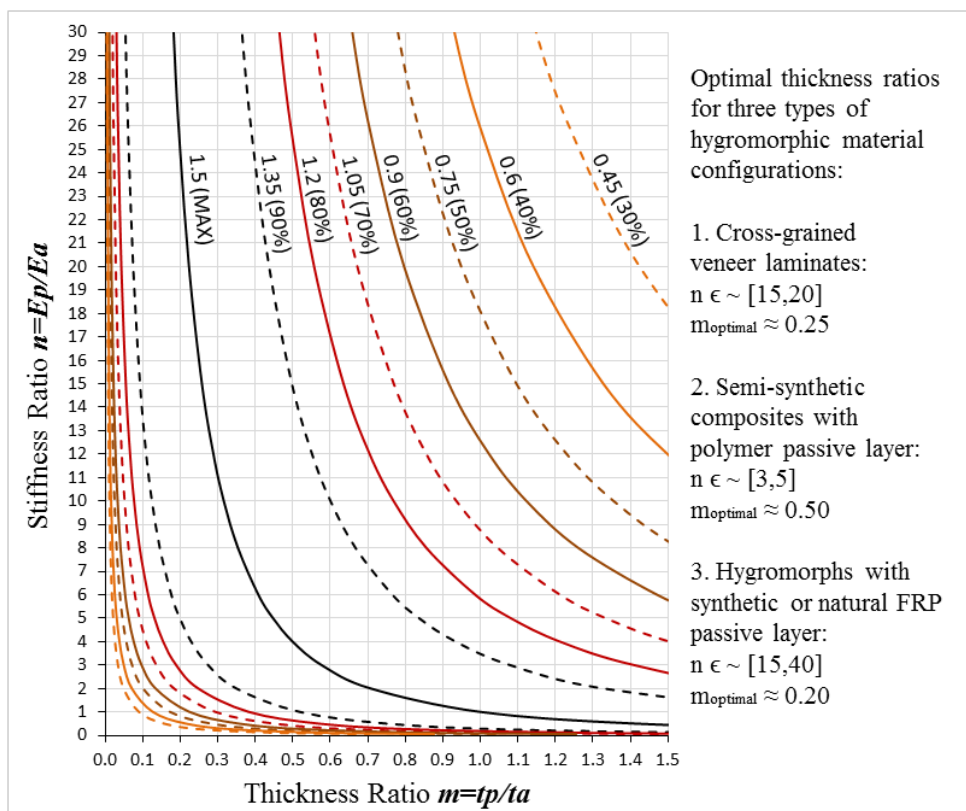 30
29
28
27
26
25
24
23
22
21
20
19
18
17
16
15
14
13
12
11
10
9
8
7
6
5
4
3
2
1
0
Stiffness Ratio n=Ep/Ea
1.5 (MAX)
1.35 (90%)
1.2 (80%)
1.05 (70%)
0.9 (60%)
0.75 (50%)
0.6 (40%)
0.45 (30%)
0.0 0.1 0.2 0.3 0.4 0.5 0.6 0.7 0.8 0.9 1.0 1.1 1.2 1.3 1.4 1.5
Thickness Ratio m=tp/ta
Optimal thickness ratios
for three types of
hygromorphic material
configurations:
1. Cross-grained
veneer laminates:
n ϵ ~ [15,20]
moptimal ≈ 0.25
2. Semi-synthetic
composites with
polymer passive layer:
n ϵ ~ [3,5]
moptimal ≈ 0.50
3. Hygromorphs with
synthetic or natural FRP
passive layer:
n ϵ ~ [15,40]
moptimal ≈ 0.20